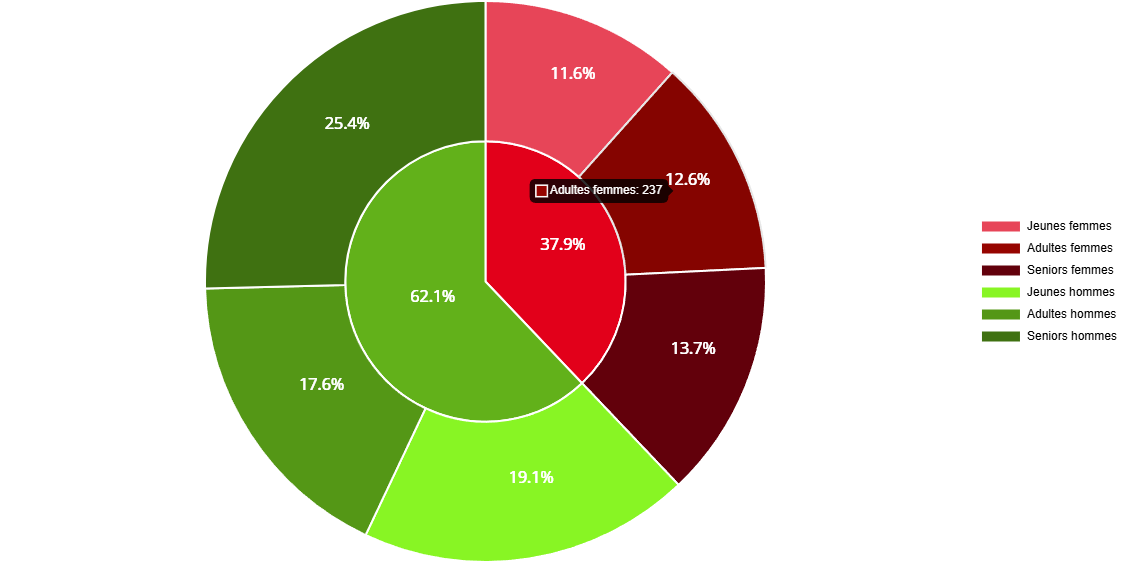 11.6%
25.4%
12.6%
Adultes femmes: 237
37.9%
62.1%
13.7%
17.6%
19.1%
Jeunes femmes
Adultes femmes
Seniors femmes
Jeunes hommes
Adultes hommes
Seniors hommes